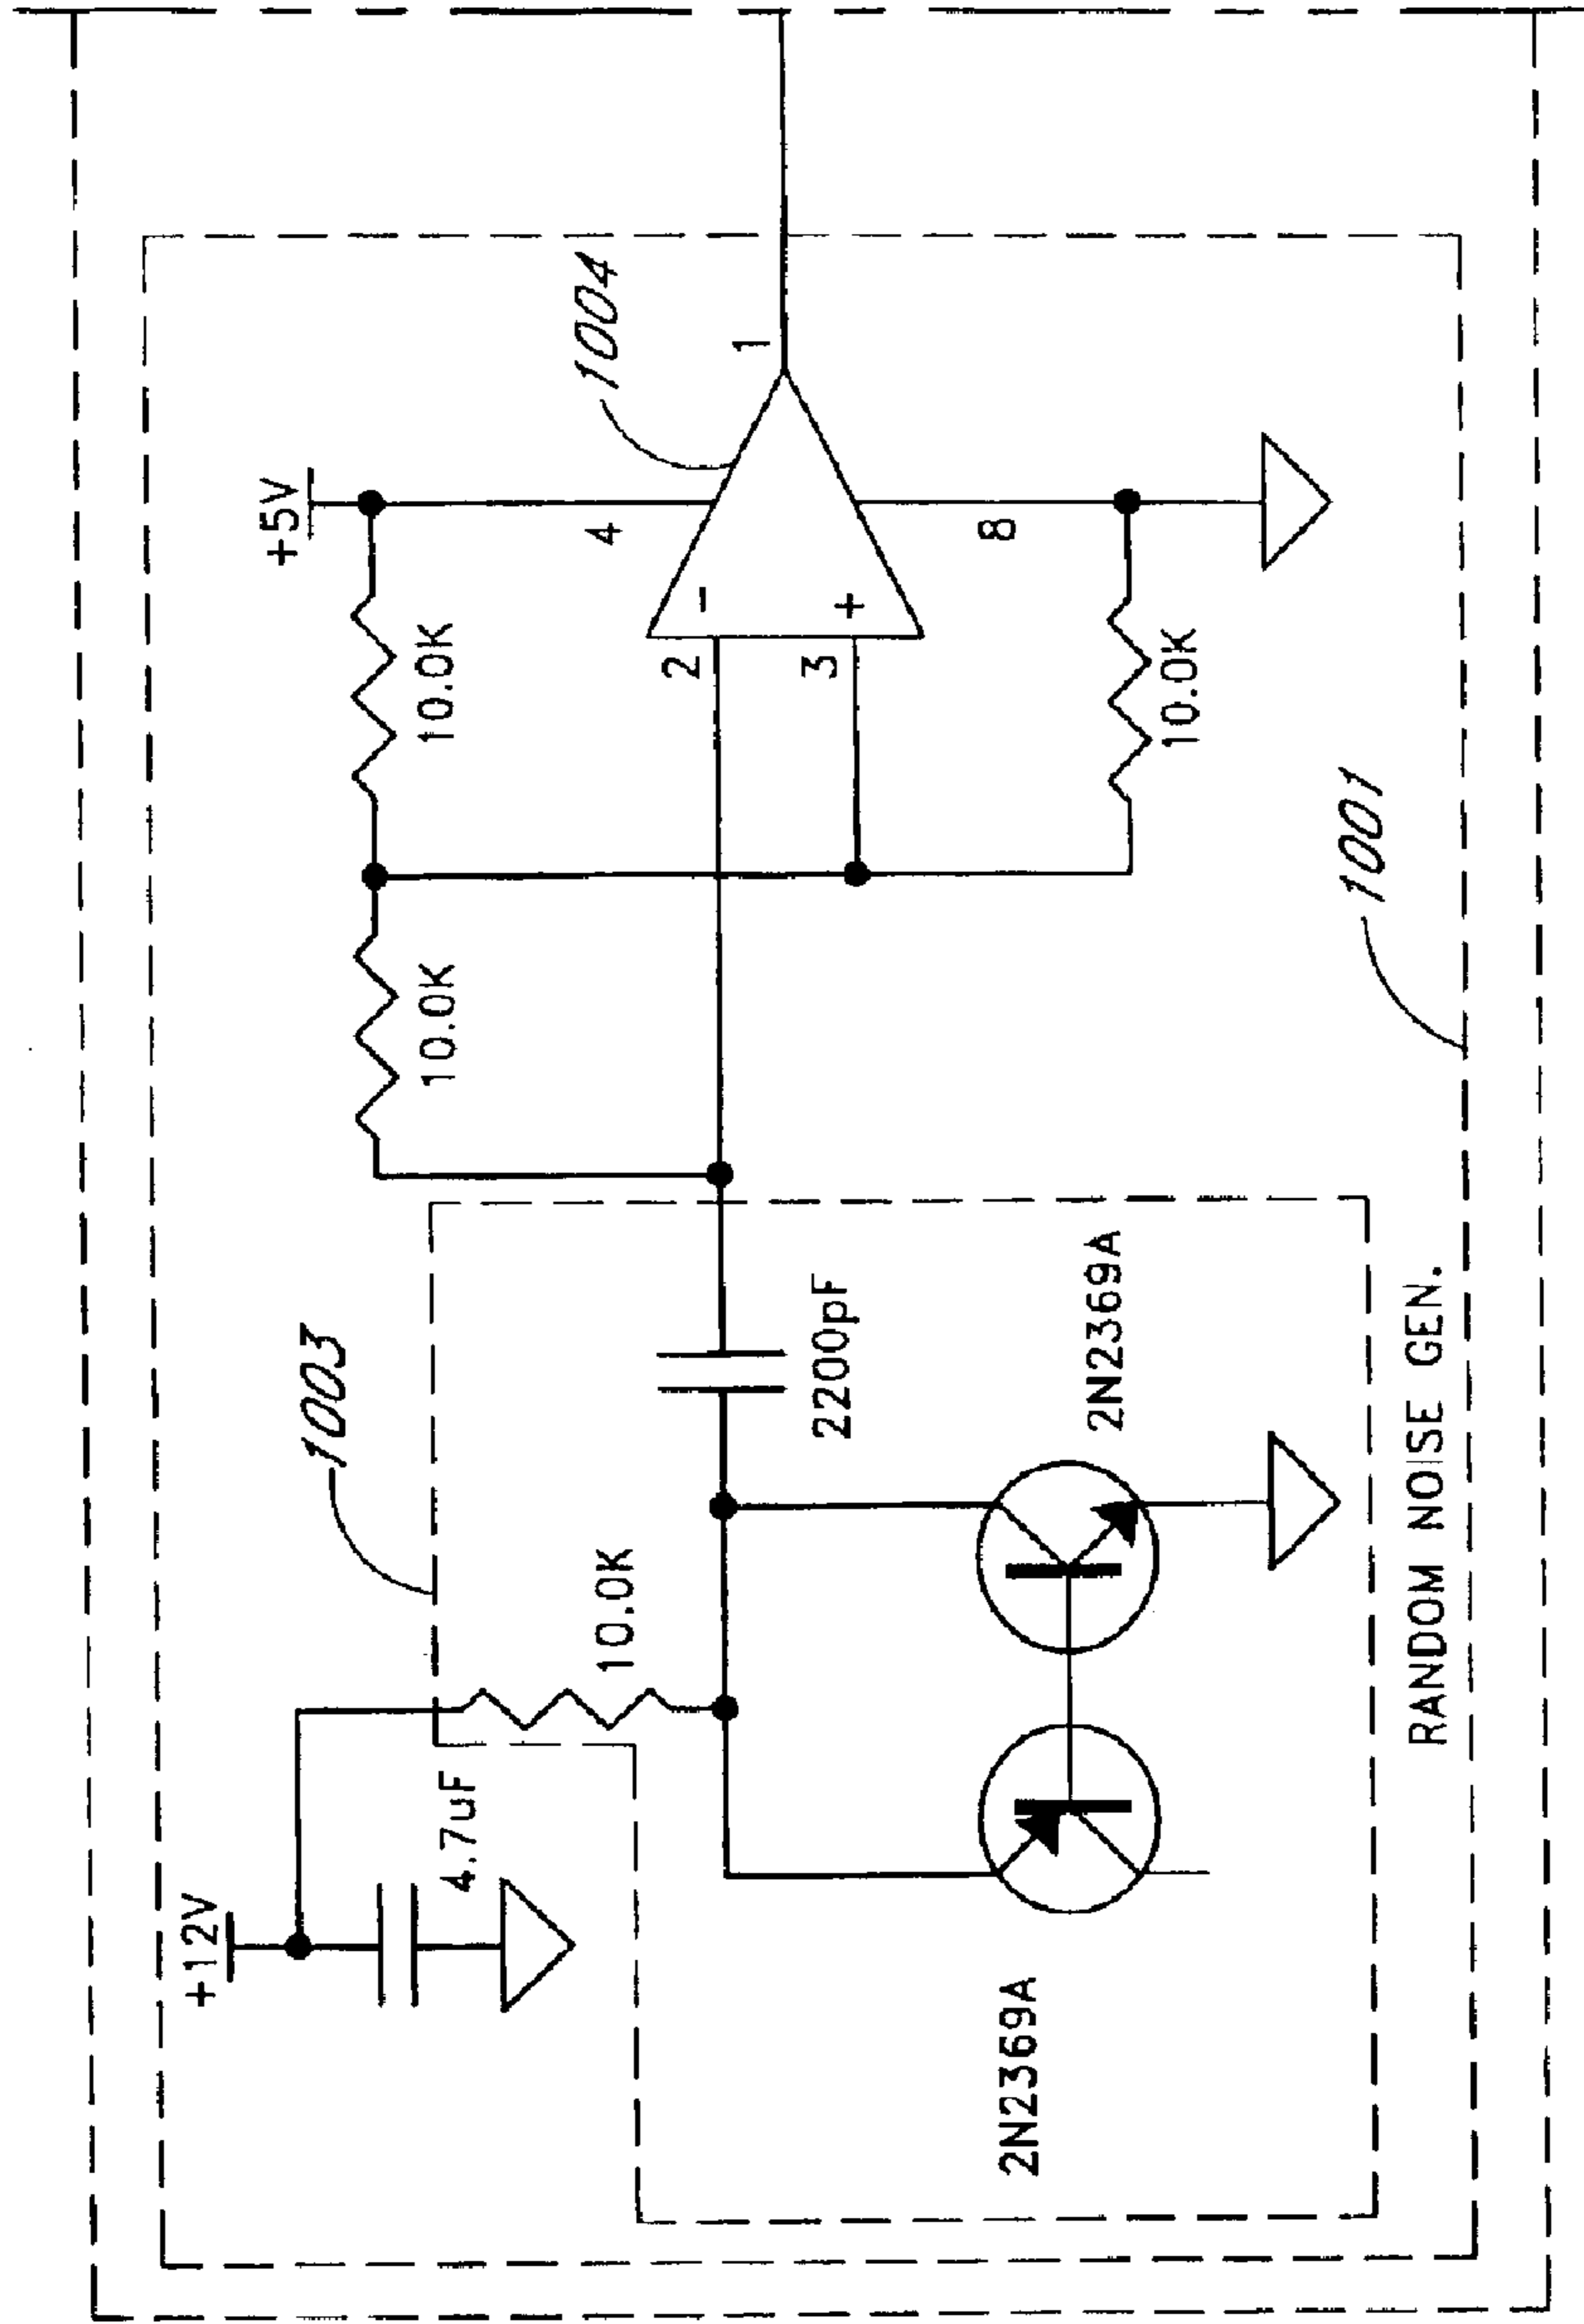 +12V
4.7uF
1003
10.0K
2200pF
2N2369A
2N2369A
RANDOM NOISE GEN.
10.0K
10.0K
+5V
1004
2
-
3
+
4
8
1
10.0K
1001